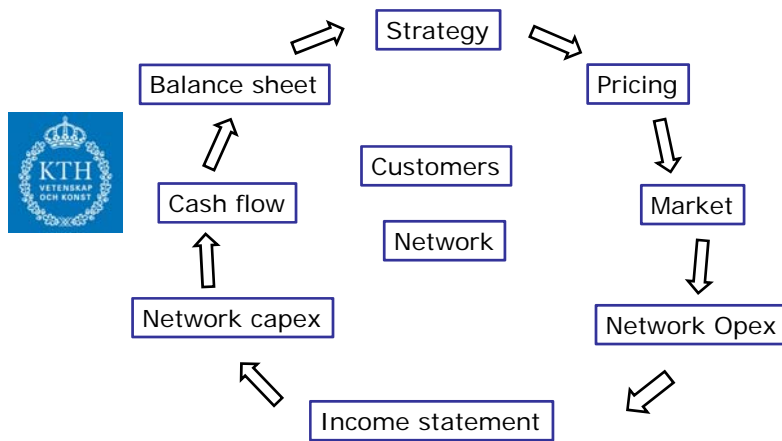 Strategy
Balance sheet
Pricing
KTH
VETENSKAP
OCH KONST
Customers
Cash flow
Market
Network
Network capex
Network Opex
Income statement